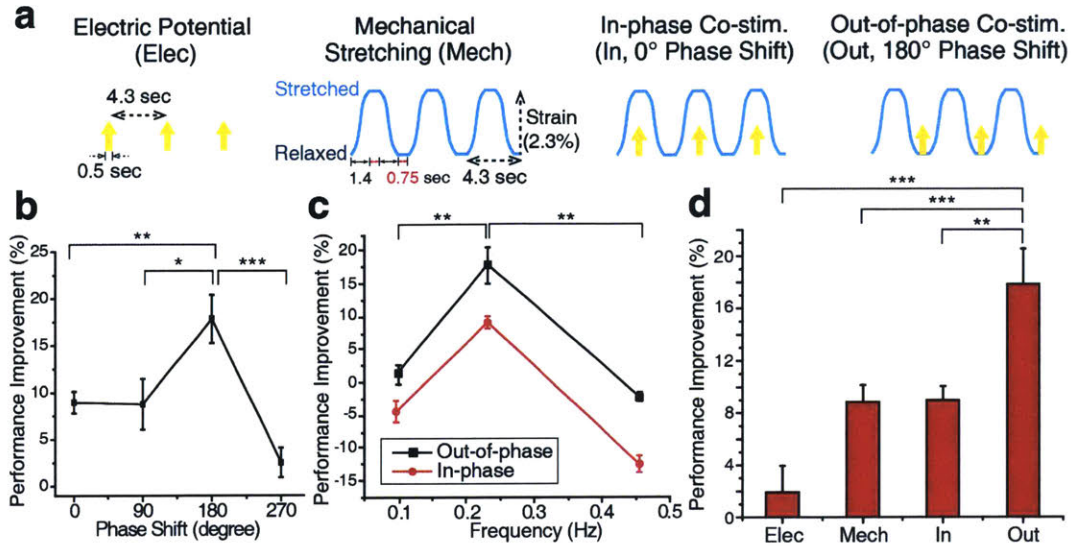 a
Electric Potential
(Elec)
4.3 sec
0.5 sec
Mechanical
Stretching (Mech)
Stretched
Relaxed
Strain
(2.3%)
1.4 0.75 sec
4.3 sec
In-phase Co-stim.
(In, 0° Phase Shift)
Out-of-phase Co-stim.
(Out, 180° Phase Shift)
b
Performance Improvement (%)
25
20
15
10
5
0
**
*
***
0 90 180 270
Phase Shift (degree)
c
Performance Improvement (%)
20
15
10
5
0
-5
-10
-15
**
**
Out-of-phase
In-phase
0.1 0.2 0.3 0.4 0.5
Frequency (Hz)
d
Performance Improvement (%)
20
16
12
8
4
0
***
***
**
Elec Mech In Out